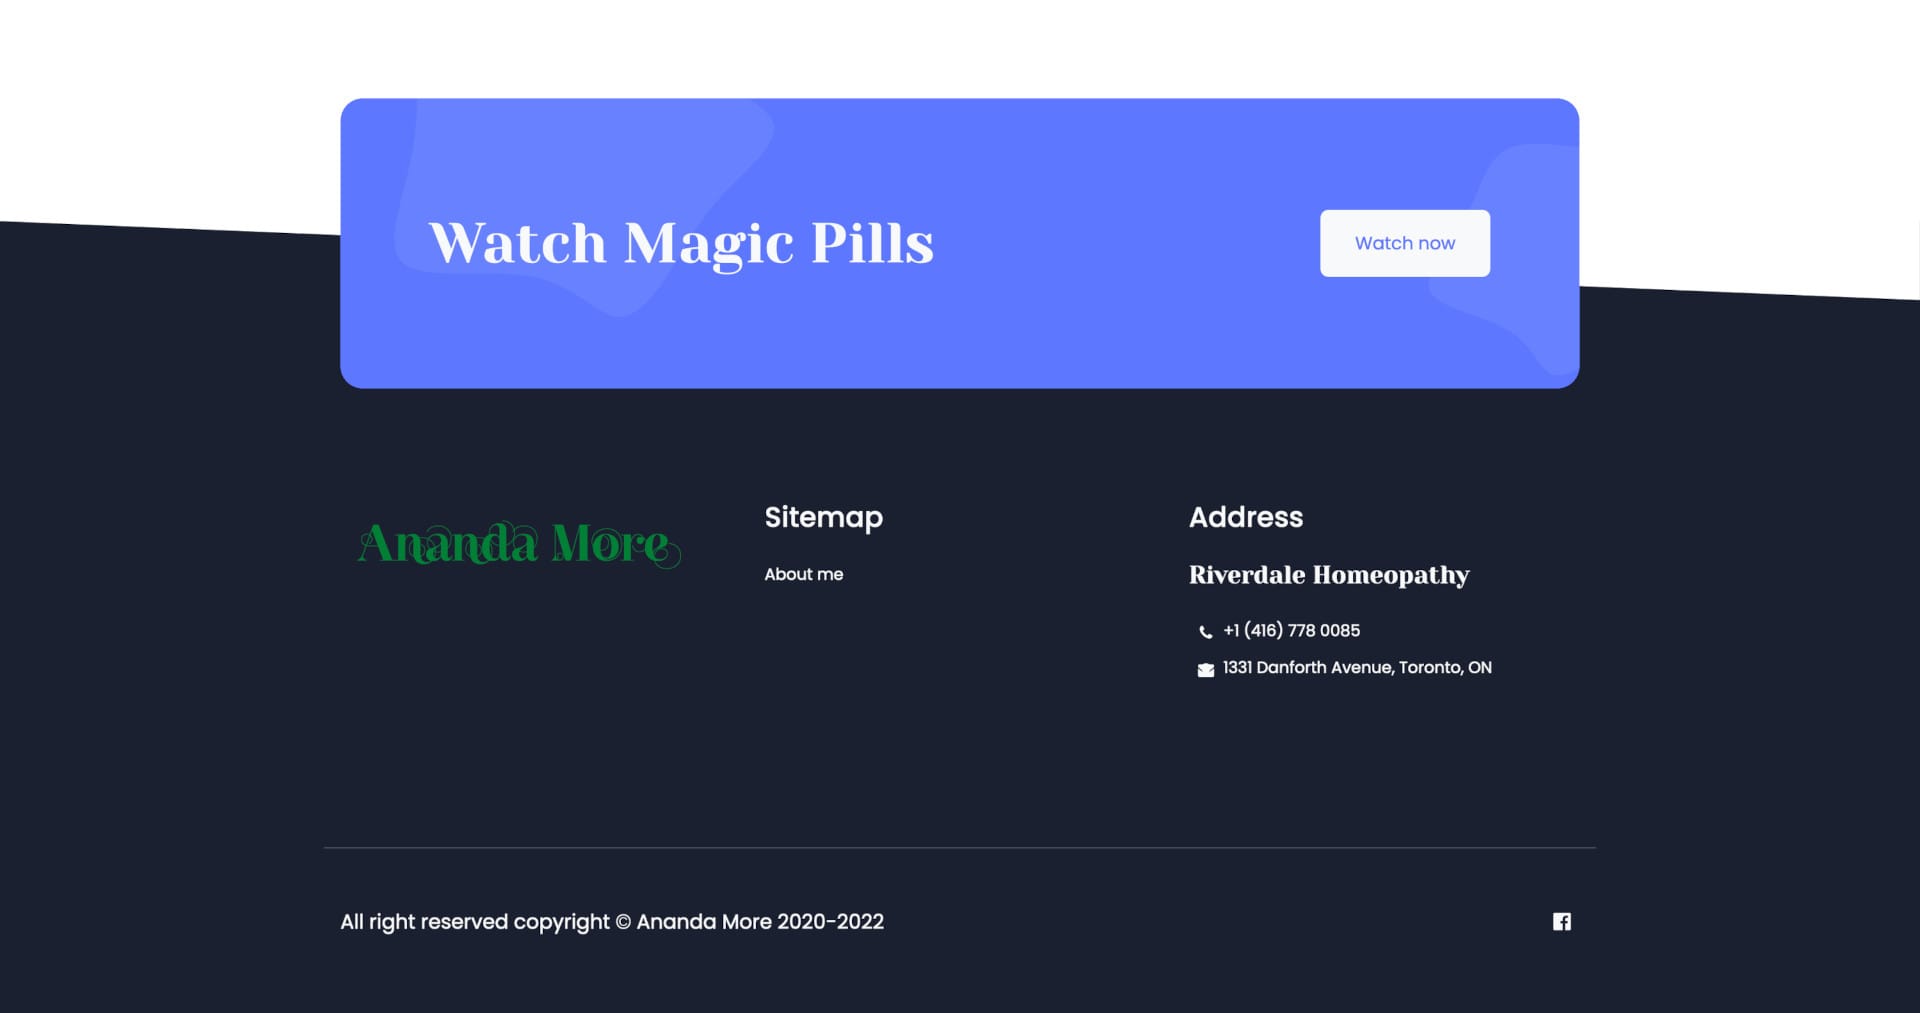 Watch Magic Pills
Watch now
Ananda More
Sitemap
About me
Address
Riverdale Homeopathy
+1 (416) 778 0085
1331 Danforth Avenue, Toronto, ON
All right reserved copyright © Ananda More 2020-2022